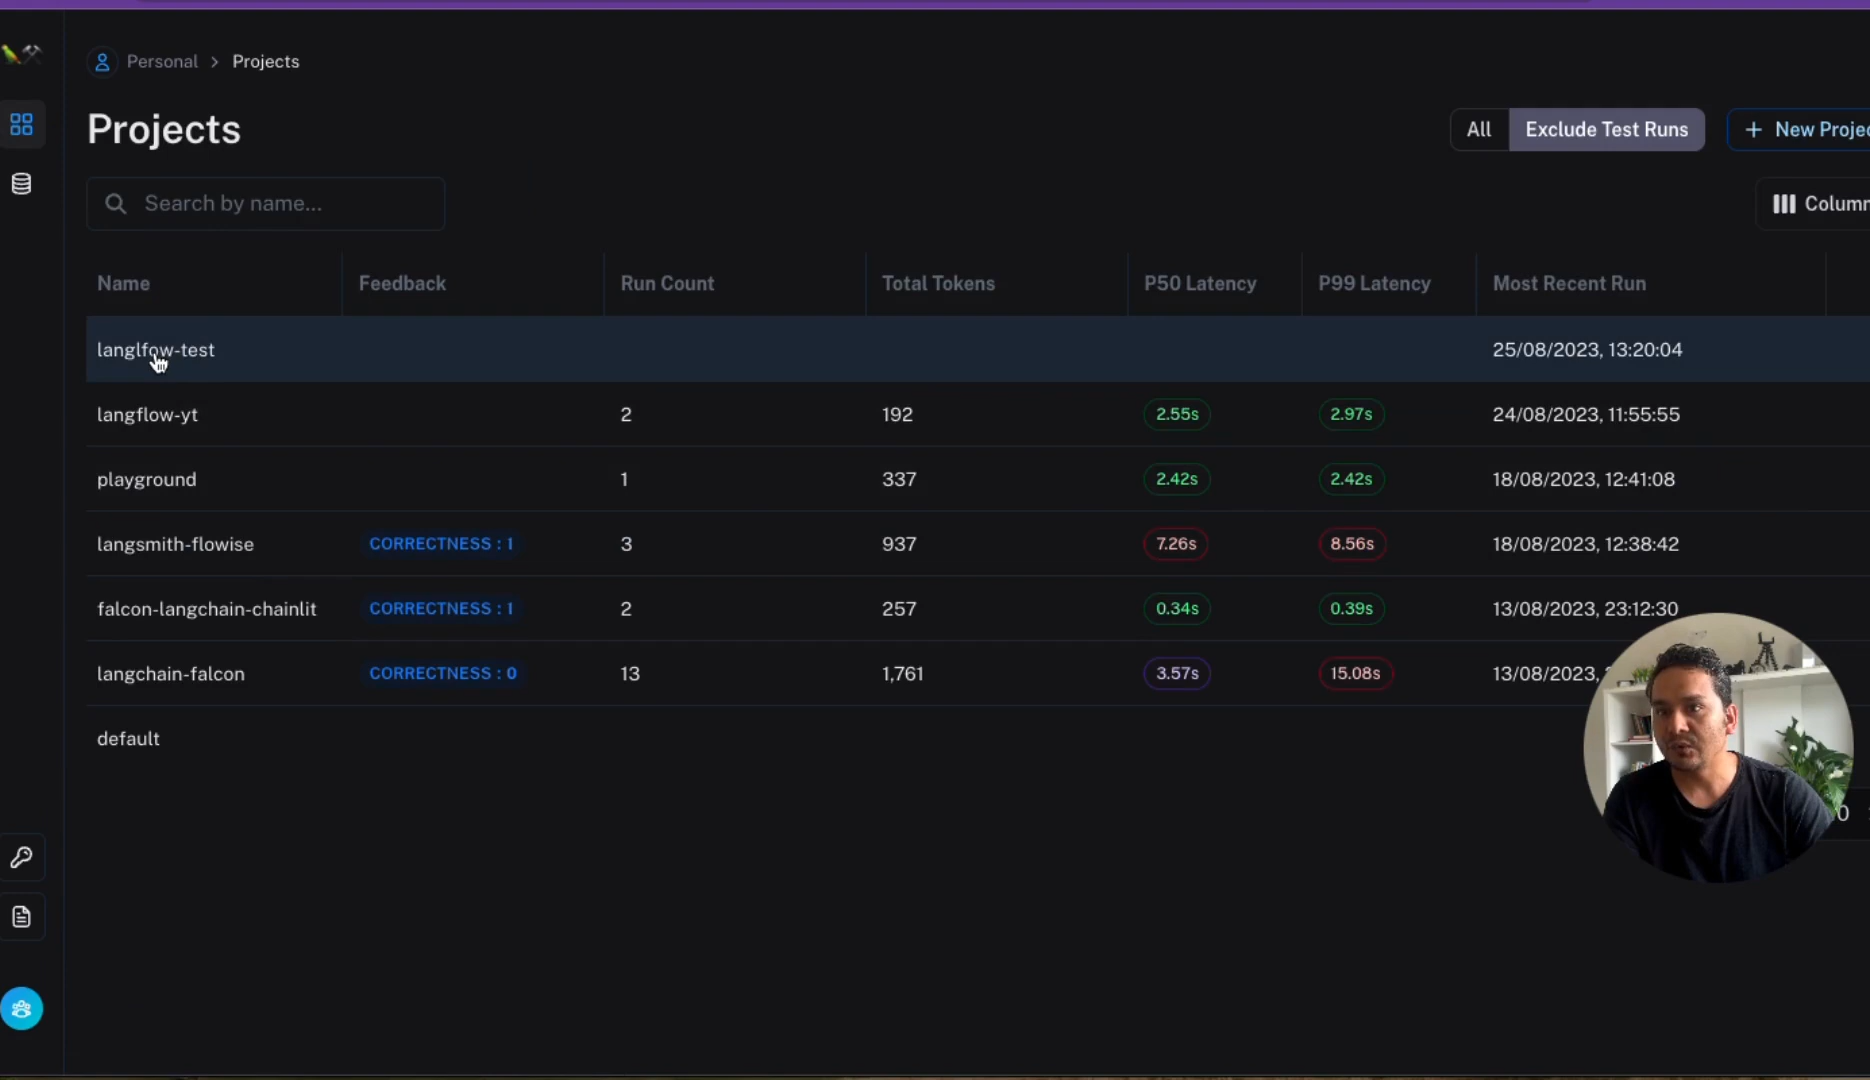 Personal > Projects
Projects
All Exclude Test Runs + New Projec
Search by name...
Column
Name Feedback Run Count Total Tokens P50 Latency P99 Latency Most Recent Run
langlfow-test 25/08/2023, 13:20:04
langflow-yt 2 192 2.55s 2.97s 24/08/2023, 11:55:55
playground 1 337 2.42s 2.42s 18/08/2023, 12:41:08
langsmith-flowise CORRECTNESS : 1 3 937 7.26s 8.56s 18/08/2023, 12:38:42
falcon-langchain-chainlit CORRECTNESS : 1 2 257 0.34s 0.39s 13/08/2023, 23:12:30
langchain-falcon CORRECTNESS : 0 13 1,761 3.57s 15.08s 13/08/2023,
default
0